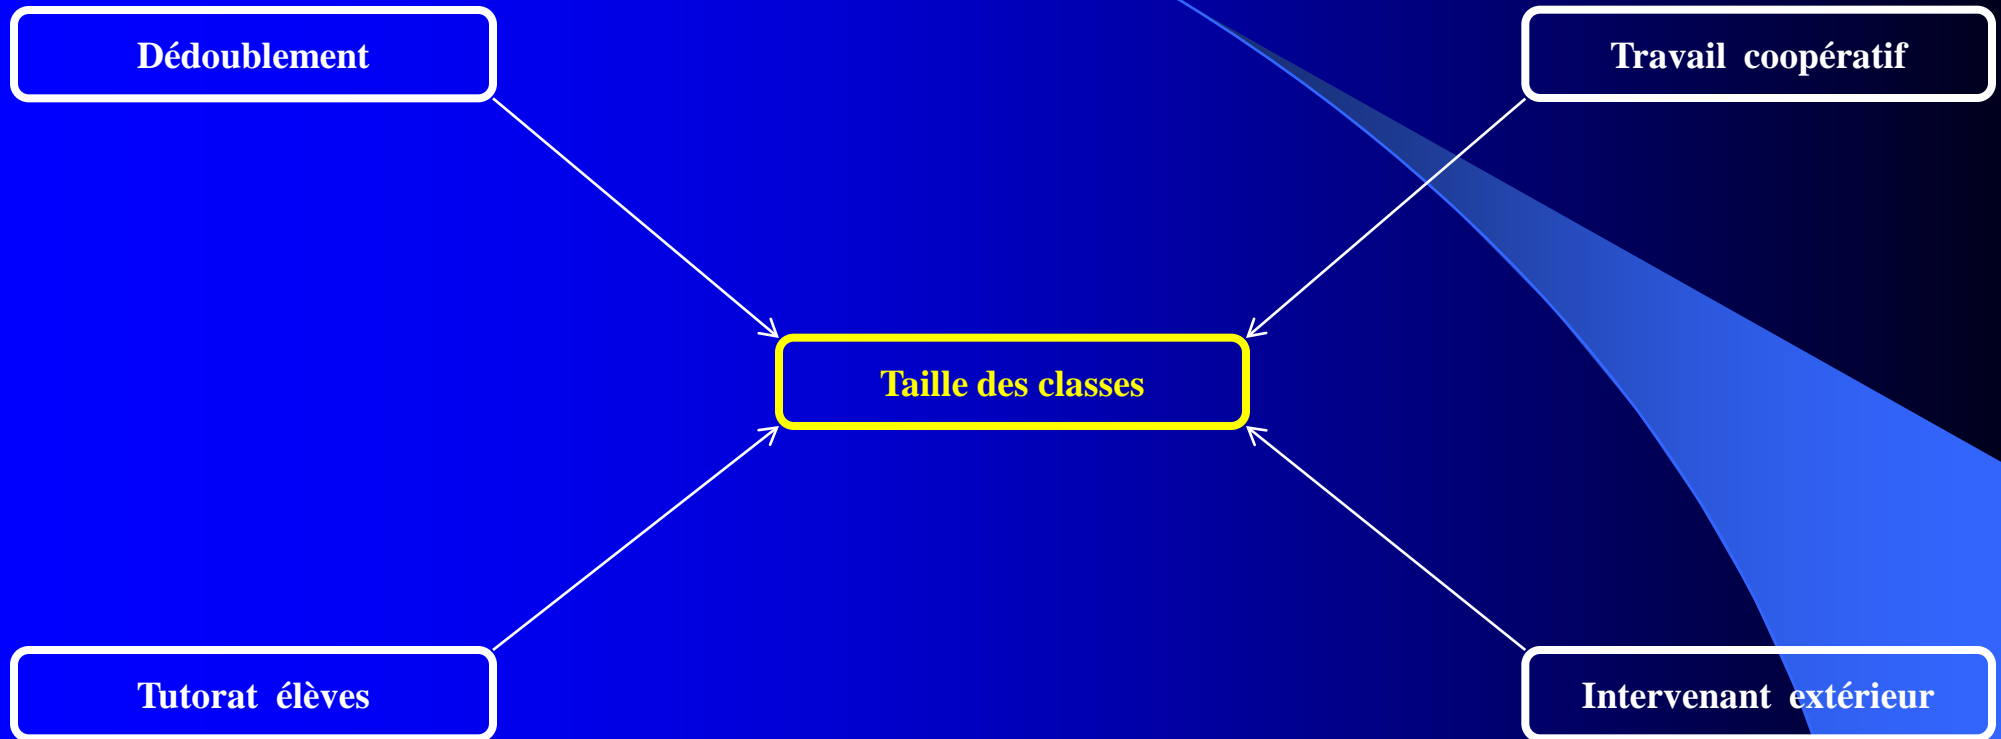 Dédoublement
Travail coopératif
Taille des classes
Tutorat élèves
Intervenant extérieur